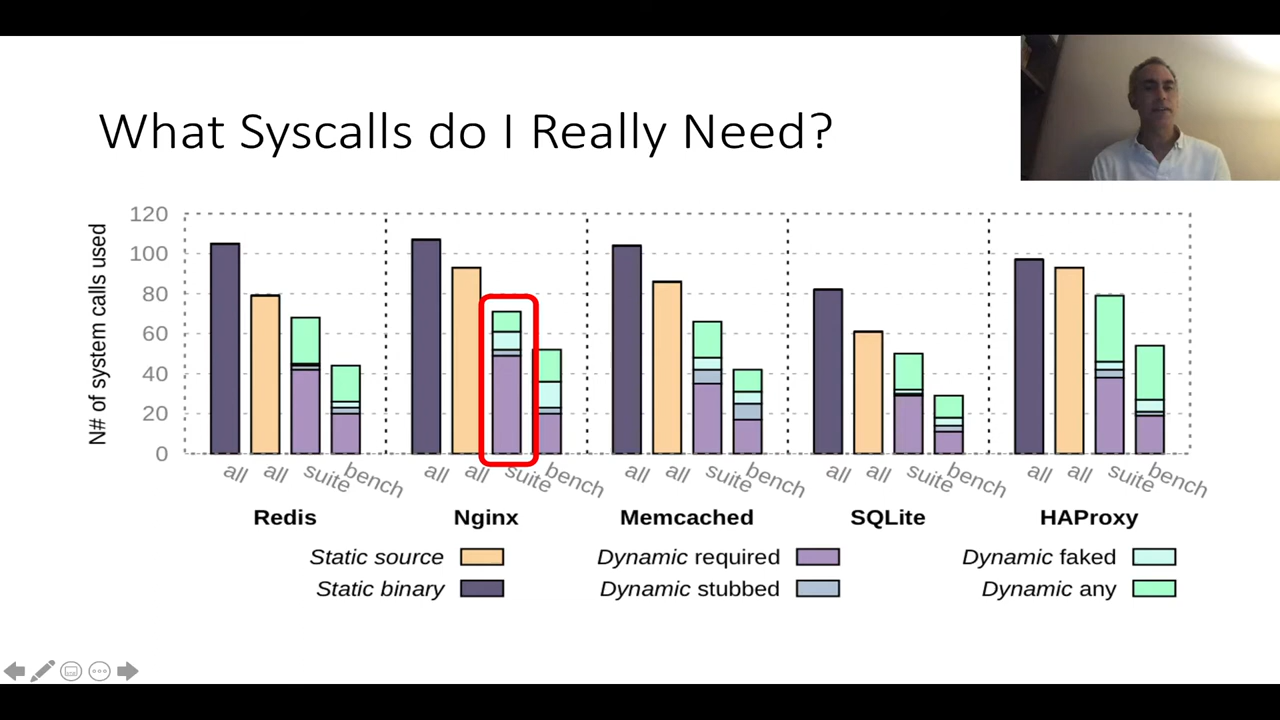 What Syscalls do I Really Need?
N# of system calls used
120
100
80
60
40
20
0
all all suite bench all all suite bench all all suite bench all all suite bench all all suite bench
Redis Nginx Memcached SQLite HAProxy
Static source Dynamic required Dynamic faked
Static binary Dynamic stubbed Dynamic any